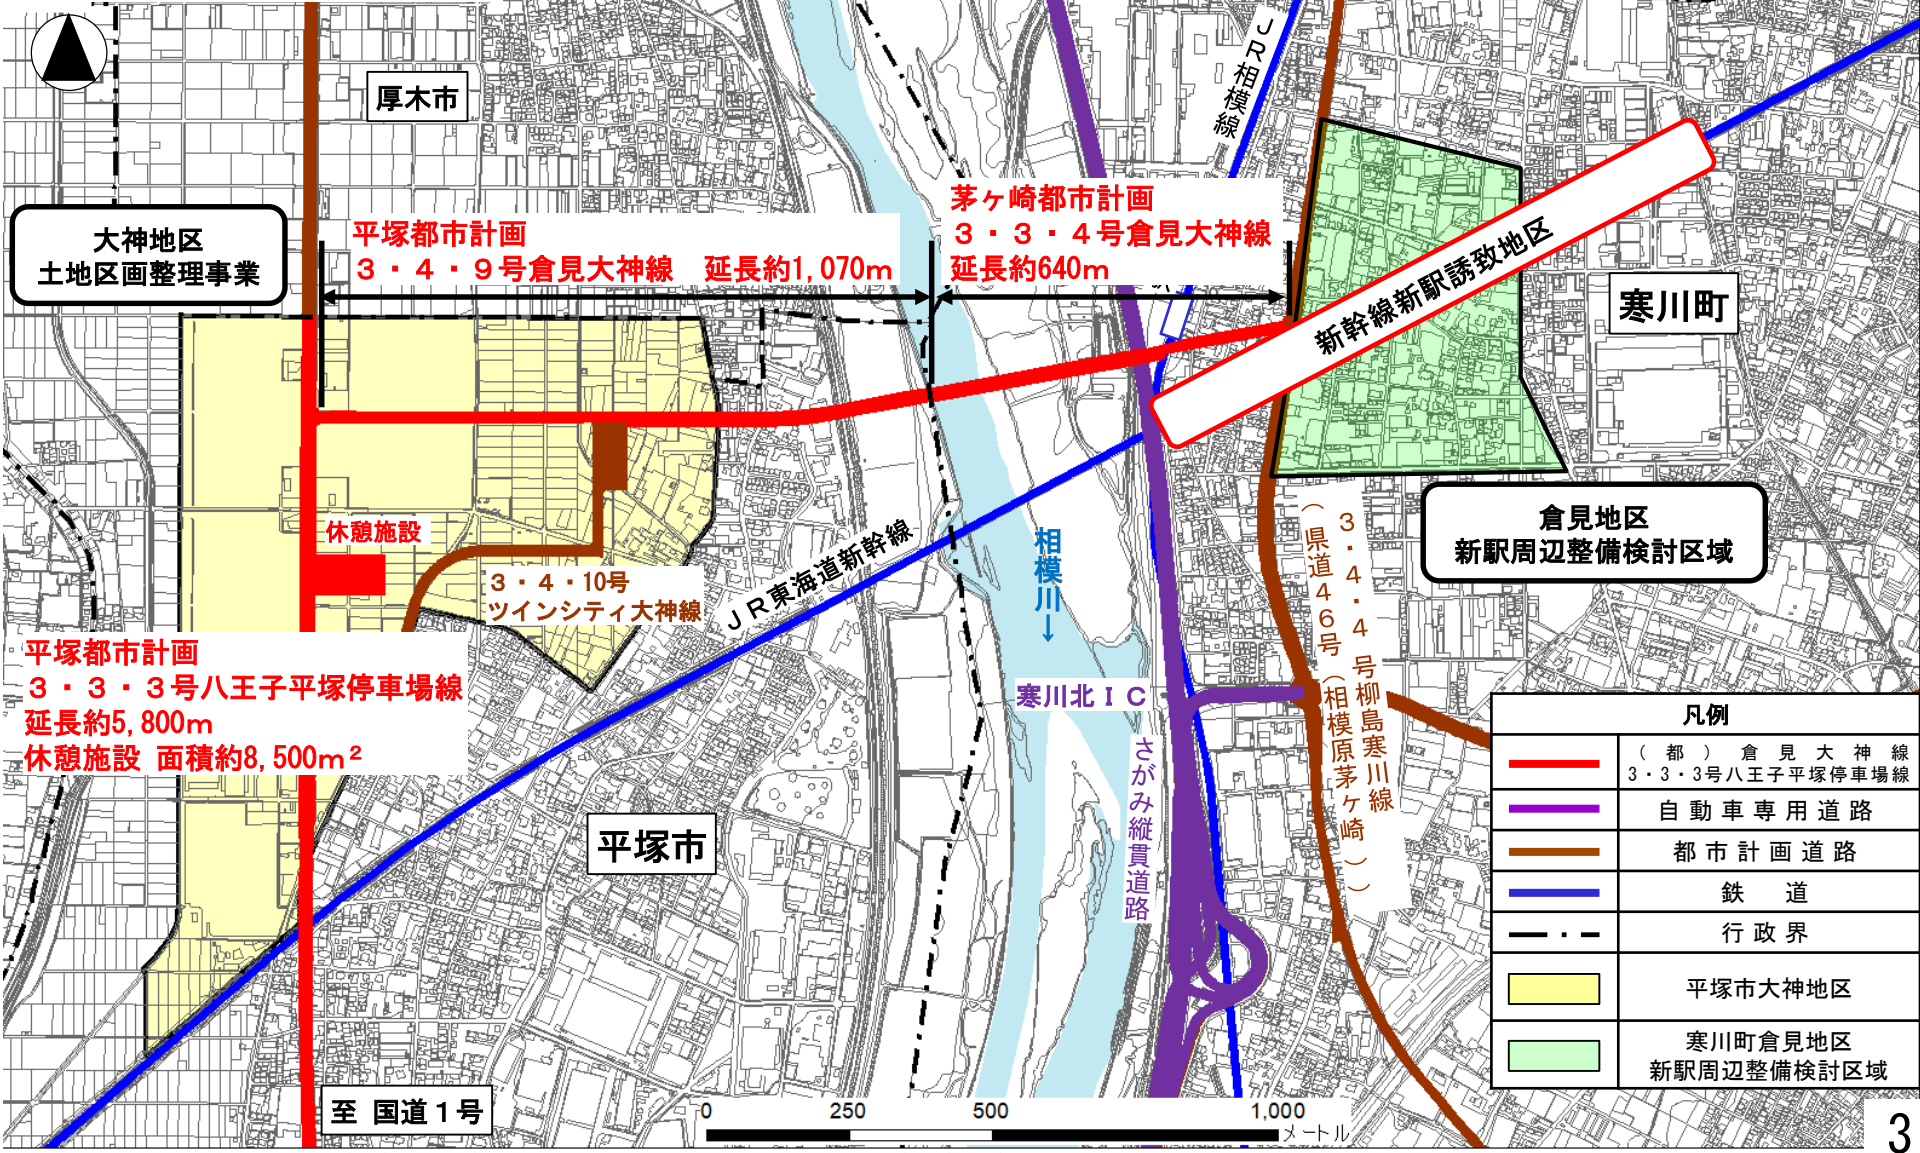 厚木市
JR相模線
大神地区
土地区画整理事業
平塚都市計画
３・４・９号倉見大神線　延長約1,070m
茅ヶ崎都市計画
３・３・４号倉見大神線
延長約640m
新幹線新駅誘致地区
寒川町
休憩施設
３・４・10号
ツインシティ大神線
ＪＲ東海道新幹線
相模川→
倉見地区
新駅周辺整備検討区域
３・４・４号柳島寒川線
（県道４６号（相模原茅ヶ崎））
平塚都市計画
３・３・３号八王子平塚停車場線
延長約5,800m
休憩施設 面積約8,500m²
寒川北ＩＣ
さがみ縦貫道路
平塚市
至 国道１号
0 250 500 1,000
メートル
凡例
（都）倉見大神線
3・3・3号八王子平塚停車場線
自動車専用道路
都市計画道路
鉄道
行政界
平塚市大神地区
寒川町倉見地区
新駅周辺整備検討区域
3